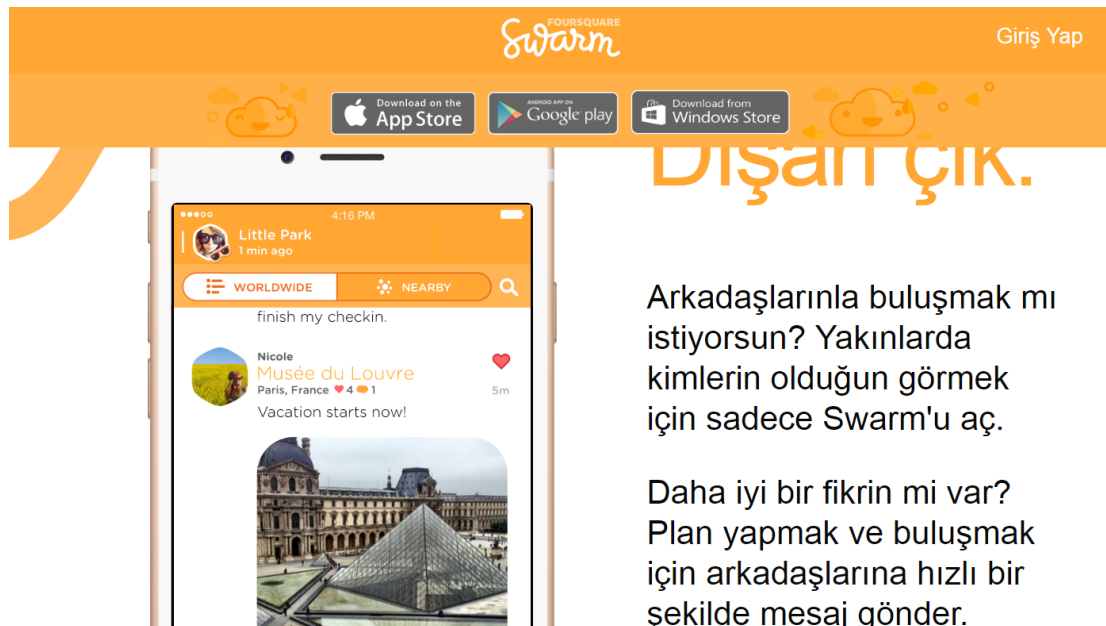 FOURSQUARE
Swarm
Giriş Yap
Download on the
App Store
ANDROID APP ON
Google play
Download from
Windows Store
Dışarı çık.
4:16 PM
Little Park
1 min ago
WORLDWIDE
NEARBY
finish my checkin.
Nicole
Musée du Louvre
Paris, France 4 1
5m
Vacation starts now!
Arkadaşlarınla buluşmak mı
istiyorsun? Yakınlarda
kimlerin olduğun görmek
için sadece Swarm'u aç.
Daha iyi bir fikrin mi var?
Plan yapmak ve buluşmak
için arkadaşlarına hızlı bir
şekilde mesaj gönder.